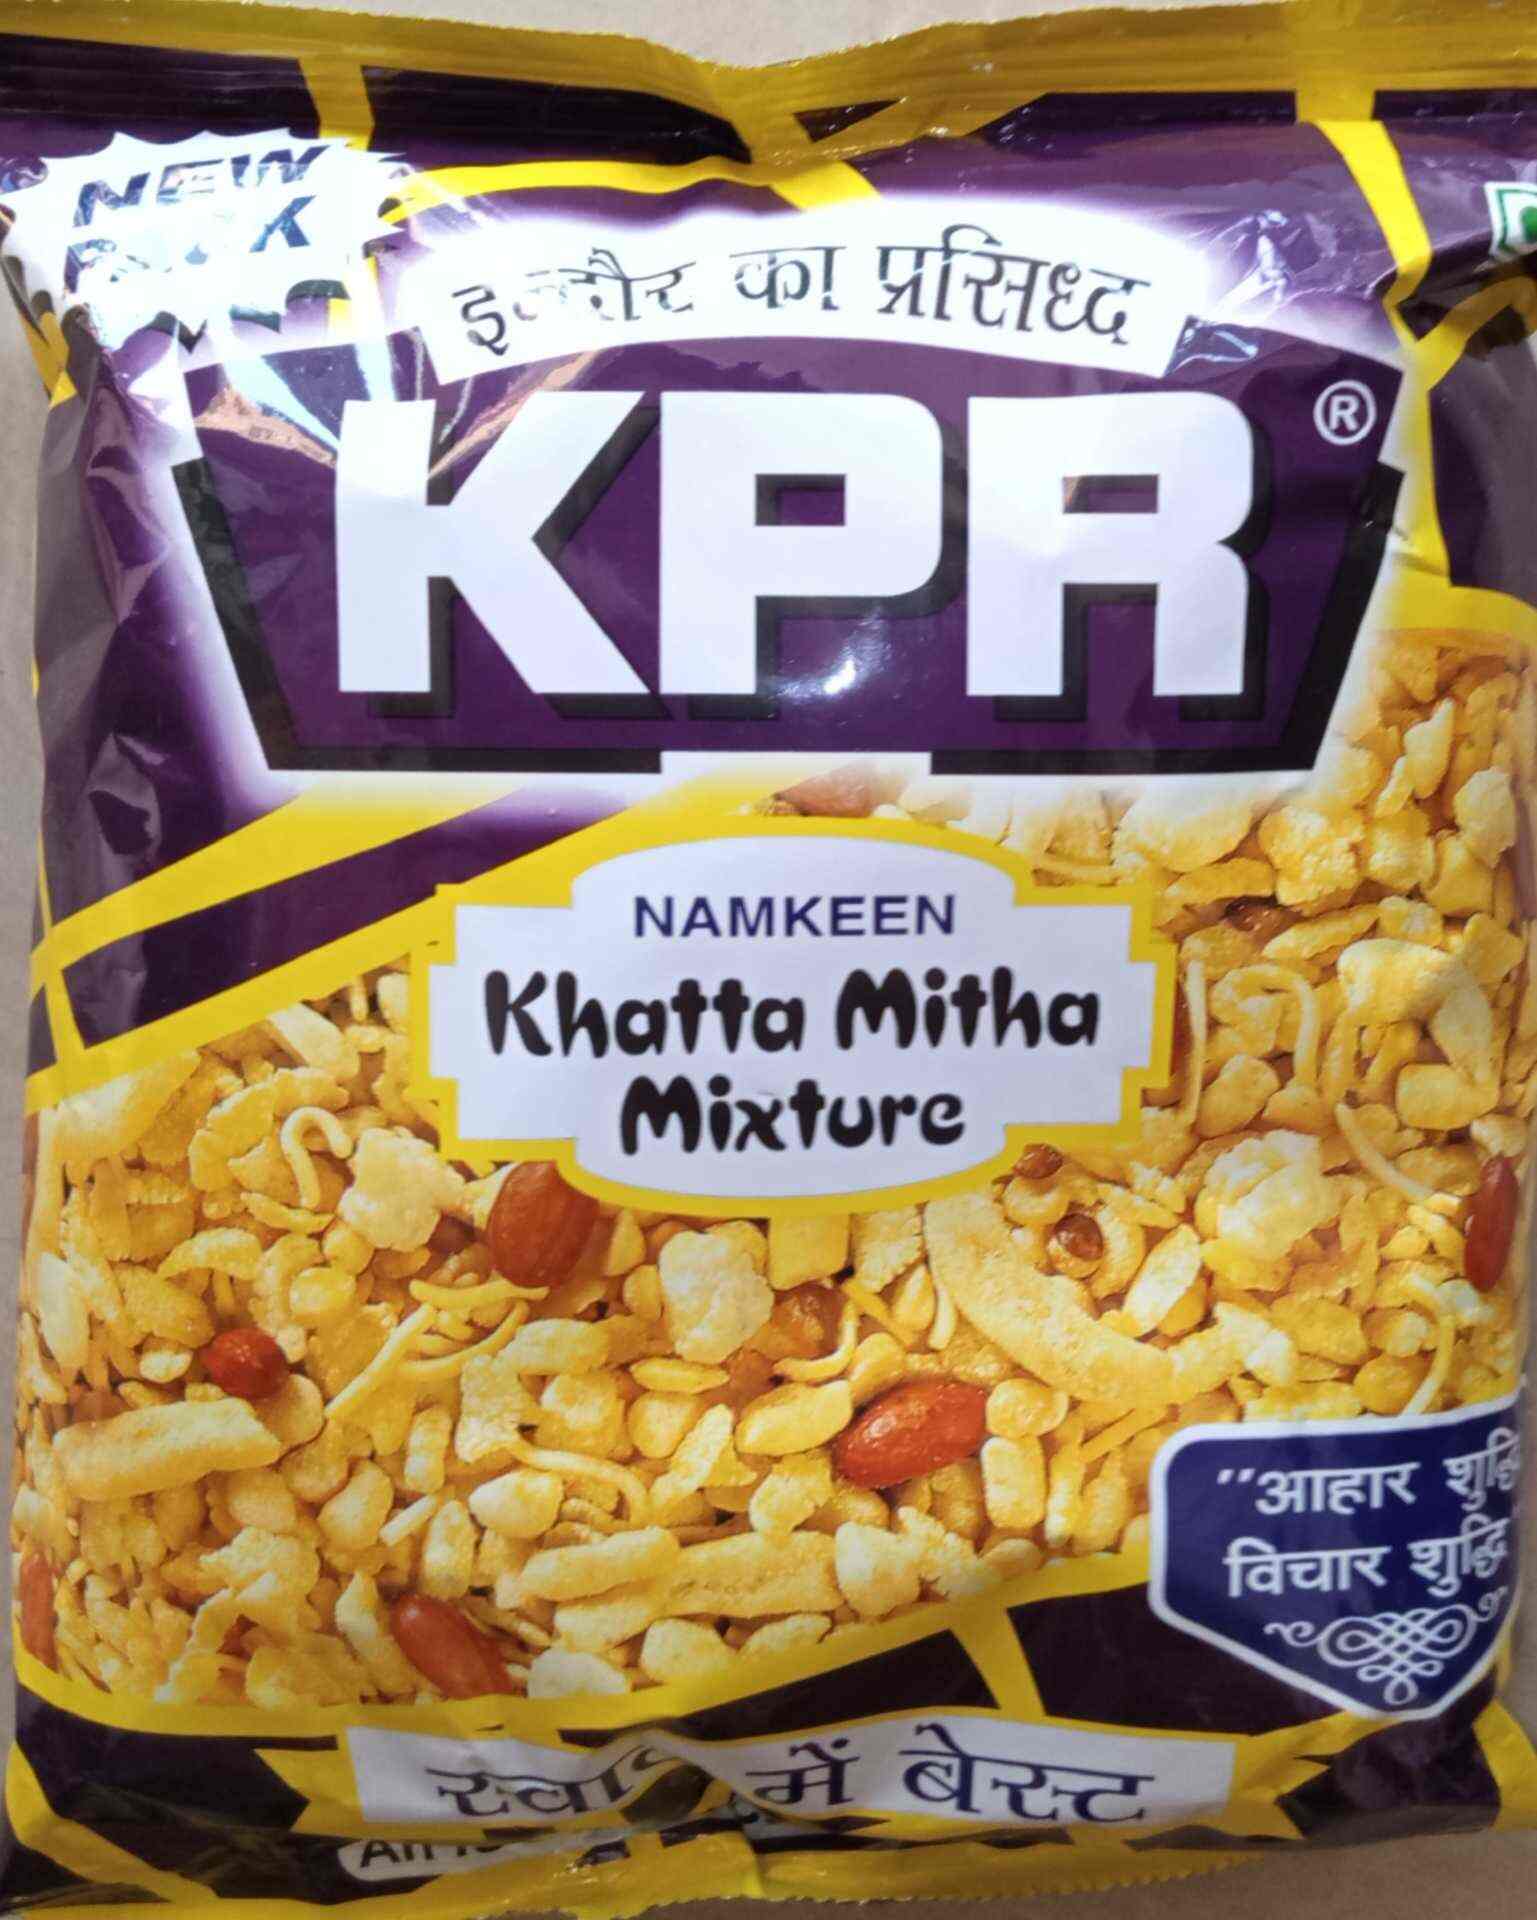 NEW
इन्दौर का प्रसिध्द
KPR®
NAMKEEN
Khatta Mitha
Mixture
"आहार शुद्धि
विचार शुद्धि
में बेस्ट